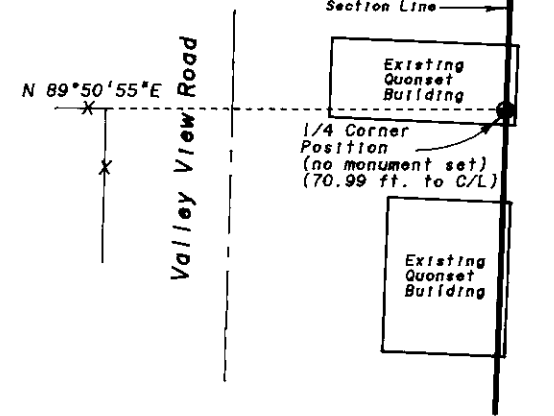 Section Line
Existing
Quonset
Building
N 89°50'55"E
Valley View Road
1/4 Corner
Position
(no monument set)
(70.99 ft. to C/L)
Existing
Quonset
Building